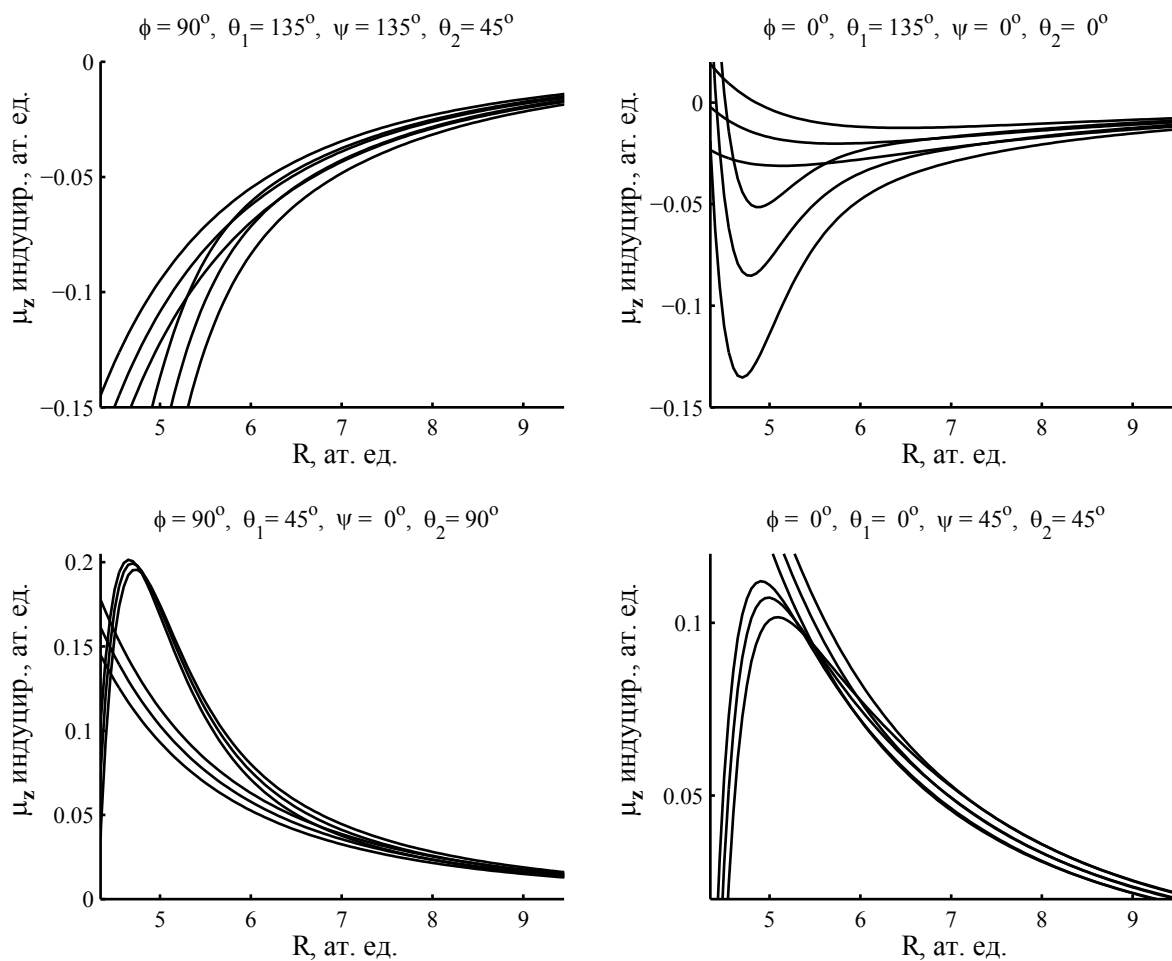 ϕ = 90°, θ₁= 135°, ψ = 135°, θ₂= 45°
0
−0.05
−0.1
−0.15
μz индуцир., ат. ед.
5 6 7 8 9
R, ат. ед.
ϕ = 0°, θ₁= 135°, ψ = 0°, θ₂= 0°
0
−0.05
−0.1
−0.15
μz индуцир., ат. ед.
5 6 7 8 9
R, ат. ед.
ϕ = 90°, θ₁= 45°, ψ = 0°, θ₂= 90°
0.2
0.15
0.1
0.05
0
μz индуцир., ат. ед.
5 6 7 8 9
R, ат. ед.
ϕ = 0°, θ₁= 0°, ψ = 45°, θ₂= 45°
0.1
0.05
μz индуцир., ат. ед.
5 6 7 8 9
R, ат. ед.